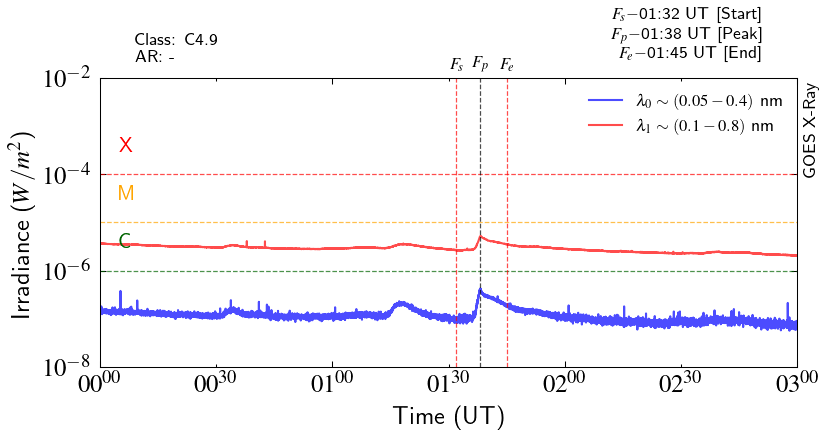 Class: C4.9
AR: -
Fₛ−01:32 UT [Start]
Fₚ−01:38 UT [Peak]
Fₑ−01:45 UT [End]
Fₛ Fₚ Fₑ
10⁻²
λ₀ ∼ (0.05 − 0.4) nm
λ₁ ∼ (0.1 − 0.8) nm
GOES X-Ray
X
10⁻⁴
M
C
10⁻⁶
10⁻⁸
Irradiance (W/m²)
00⁰⁰ 00³⁰ 01⁰⁰ 01³⁰ 02⁰⁰ 02³⁰ 03⁰⁰
Time (UT)